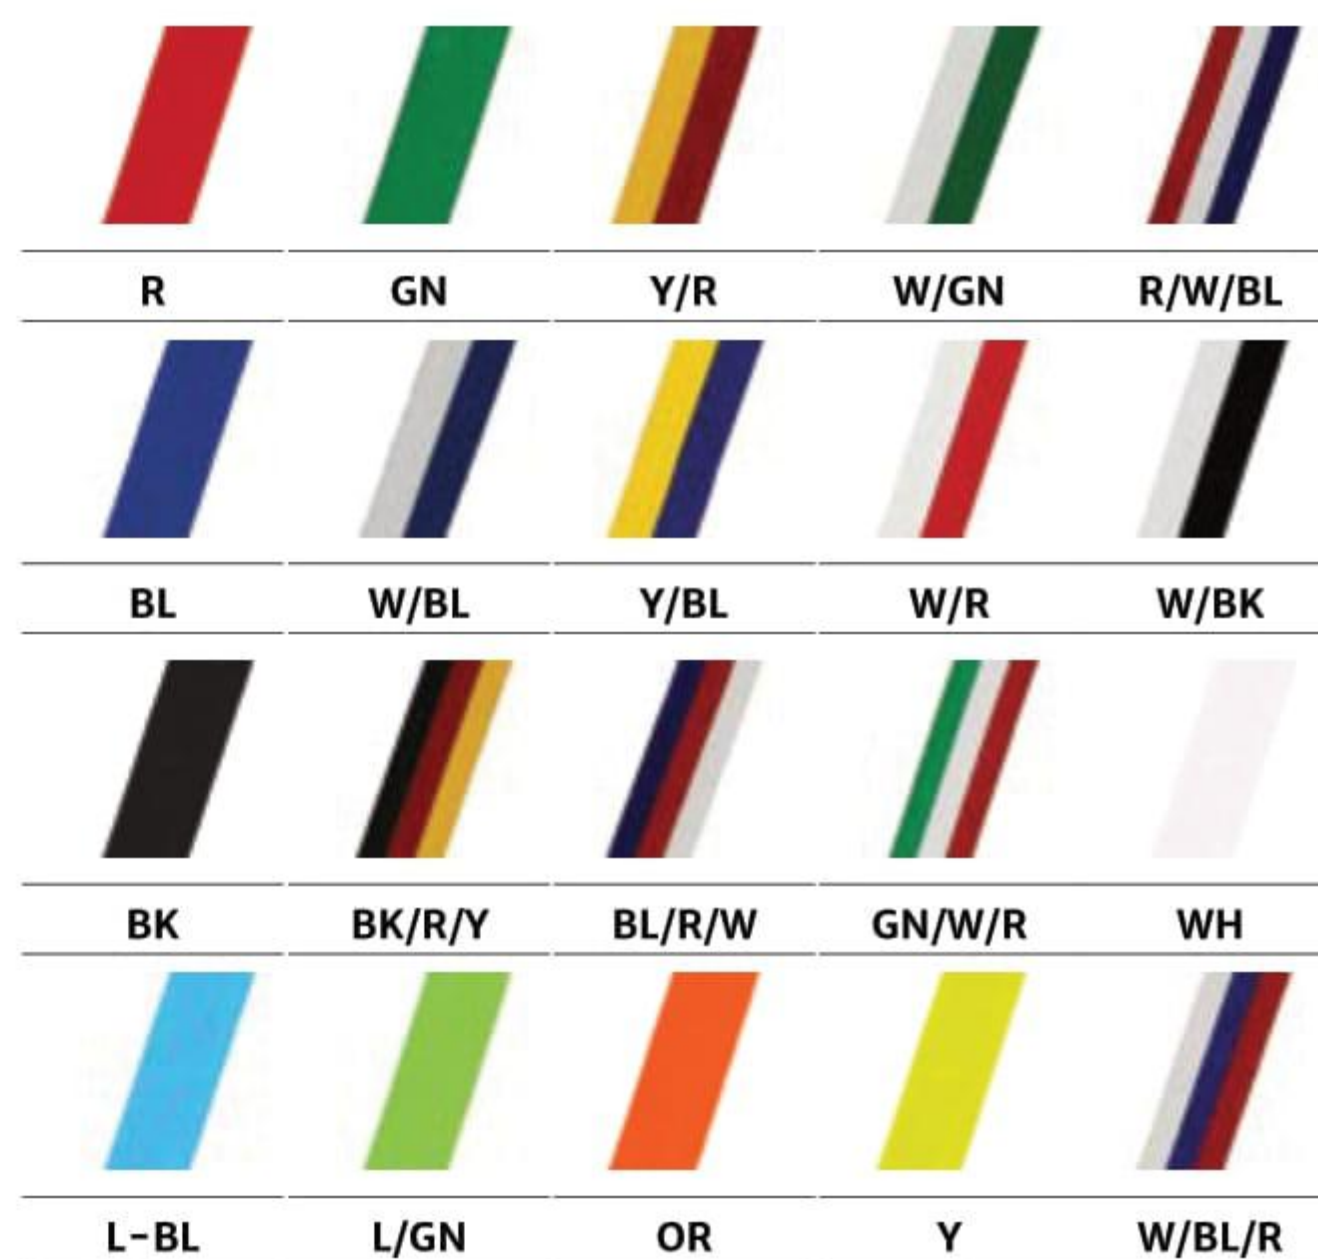 R GN Y/R W/GN R/W/BL
BL W/BL Y/BL W/R W/BK
BK BK/R/Y BL/R/W GN/W/R WH
L-BL L/GN OR Y W/BL/R